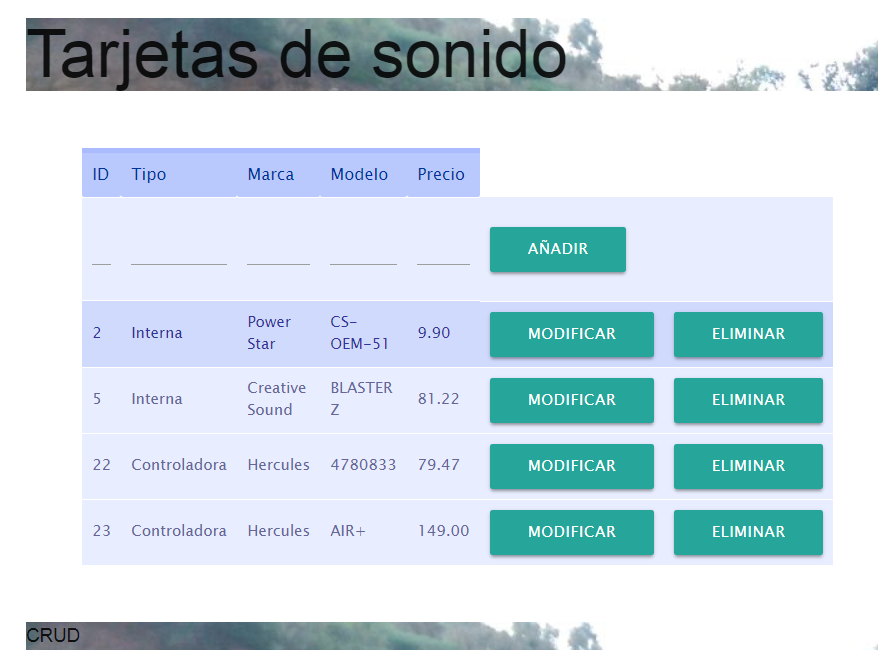 Tarjetas de sonido
ID Tipo Marca Modelo Precio
AÑADIR
2 Interna Power Star CS-OEM-51 9.90 MODIFICAR ELIMINAR
5 Interna Creative Sound BLASTER Z 81.22 MODIFICAR ELIMINAR
22 Controladora Hercules 4780833 79.47 MODIFICAR ELIMINAR
23 Controladora Hercules AIR+ 149.00 MODIFICAR ELIMINAR
CRUD